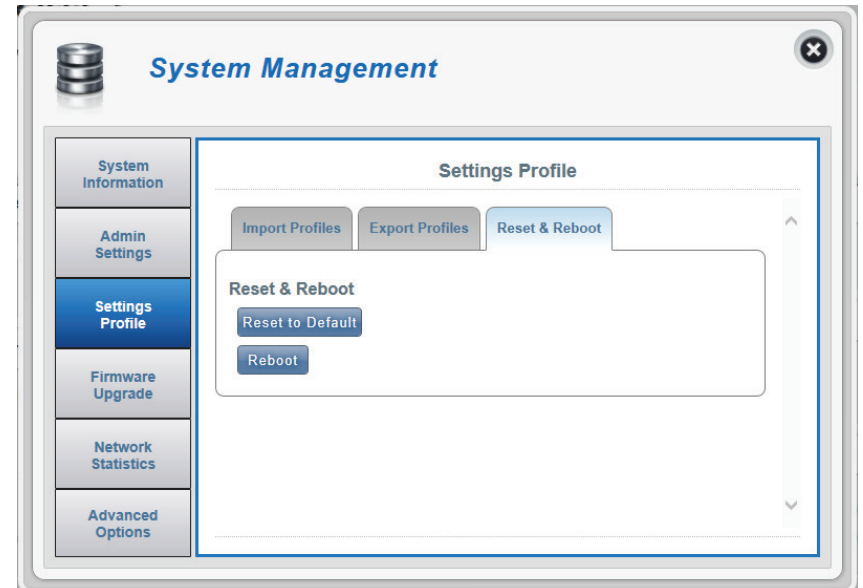 System Management
System
Information
Admin
Settings
Settings
Profile
Firmware
Upgrade
Network
Statistics
Advanced
Options
Settings Profile
Import Profiles
Export Profiles
Reset & Reboot
Reset & Reboot
Reset to Default
Reboot